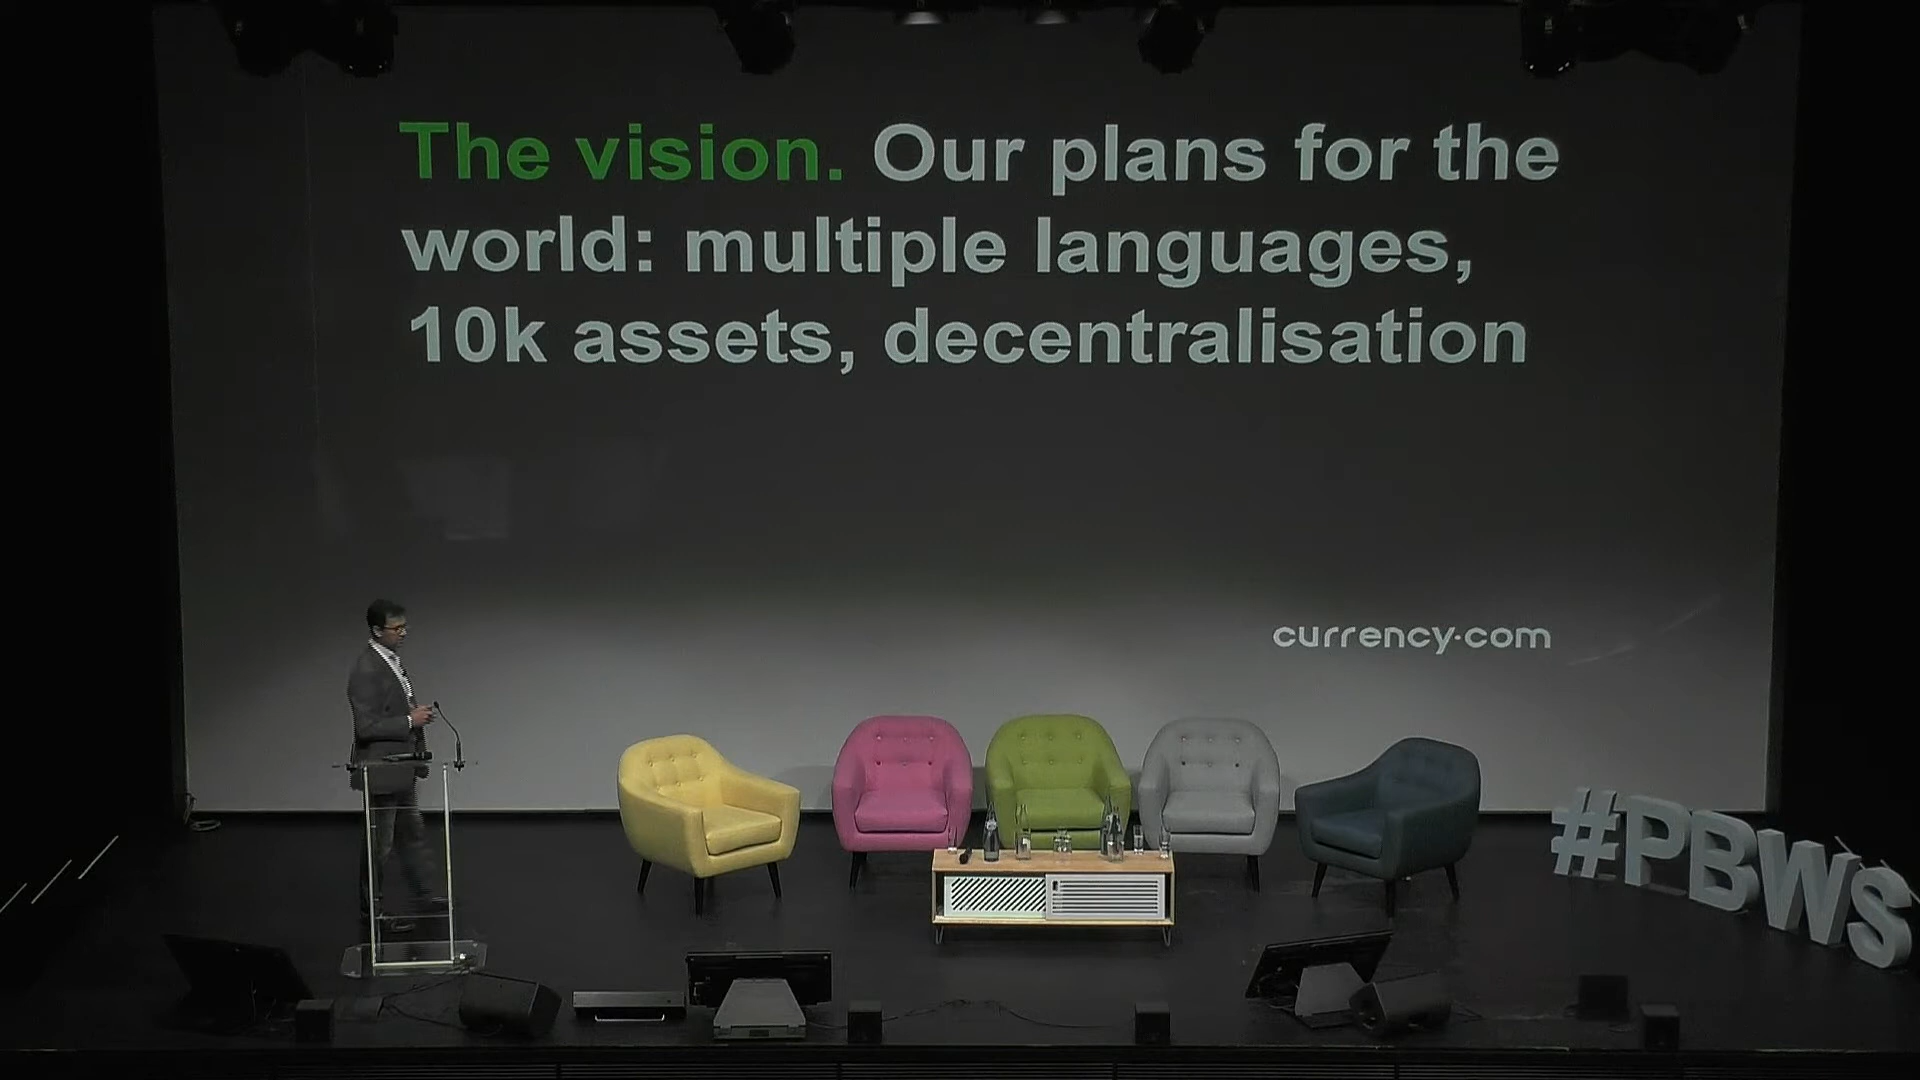 The vision. Our plans for the
world: multiple languages,
10k assets, decentralisation
currency.com
#PBWS